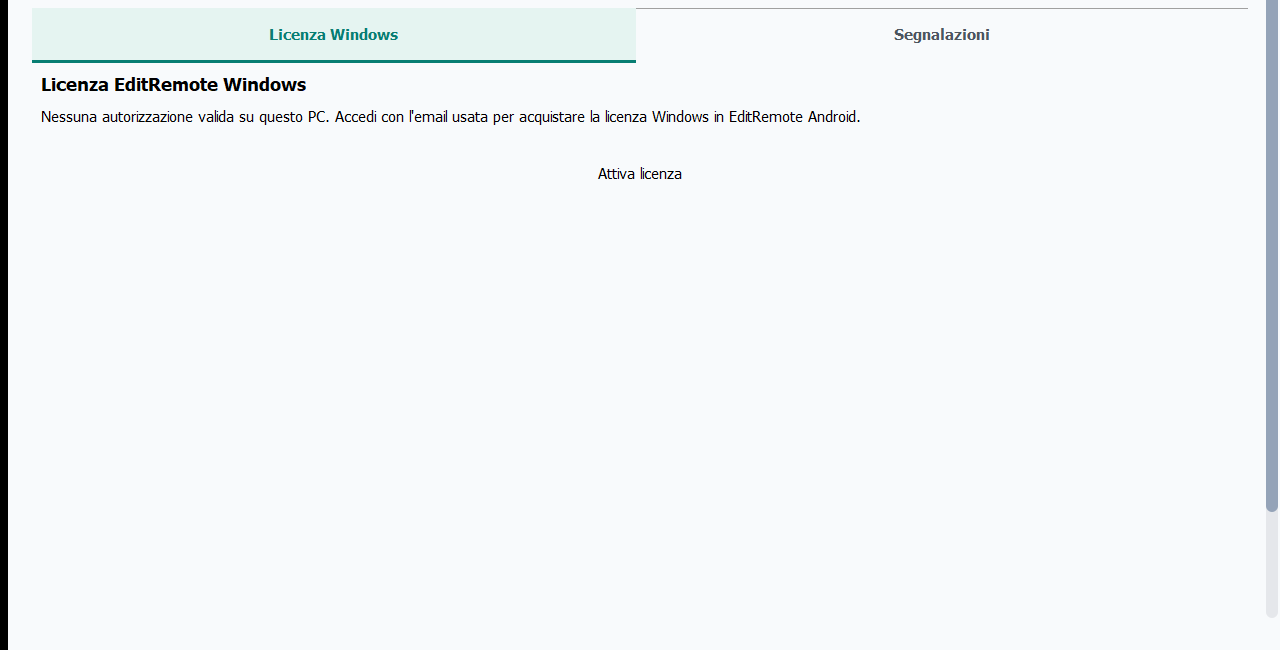 Licenza Windows
Segnalazioni
Licenza EditRemote Windows
Nessuna autorizzazione valida su questo PC. Accedi con l'email usata per acquistare la licenza Windows in EditRemote Android.
Attiva licenza